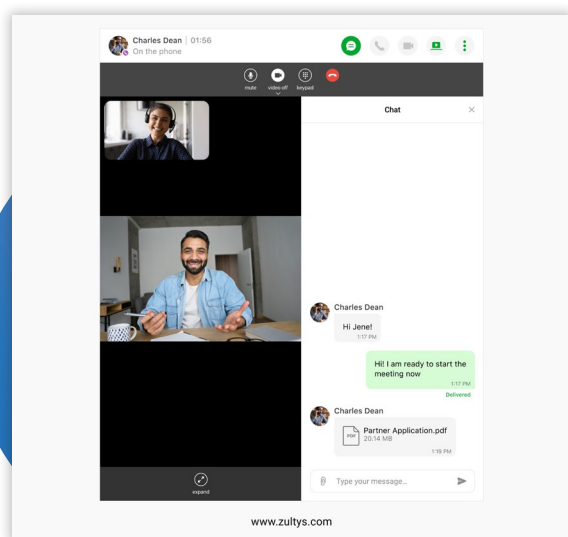 Charles Dean | 01:56
On the phone
mute
video off
keypad
Chat
Charles Dean
Hi Jene!
1:17 PM
Hi! I am ready to start the
meeting now
1:17 PM
Delivered
Charles Dean
PDF
Partner Application.pdf
20.14 MB
1:19 PM
Type your message...
expand
www.zultys.com